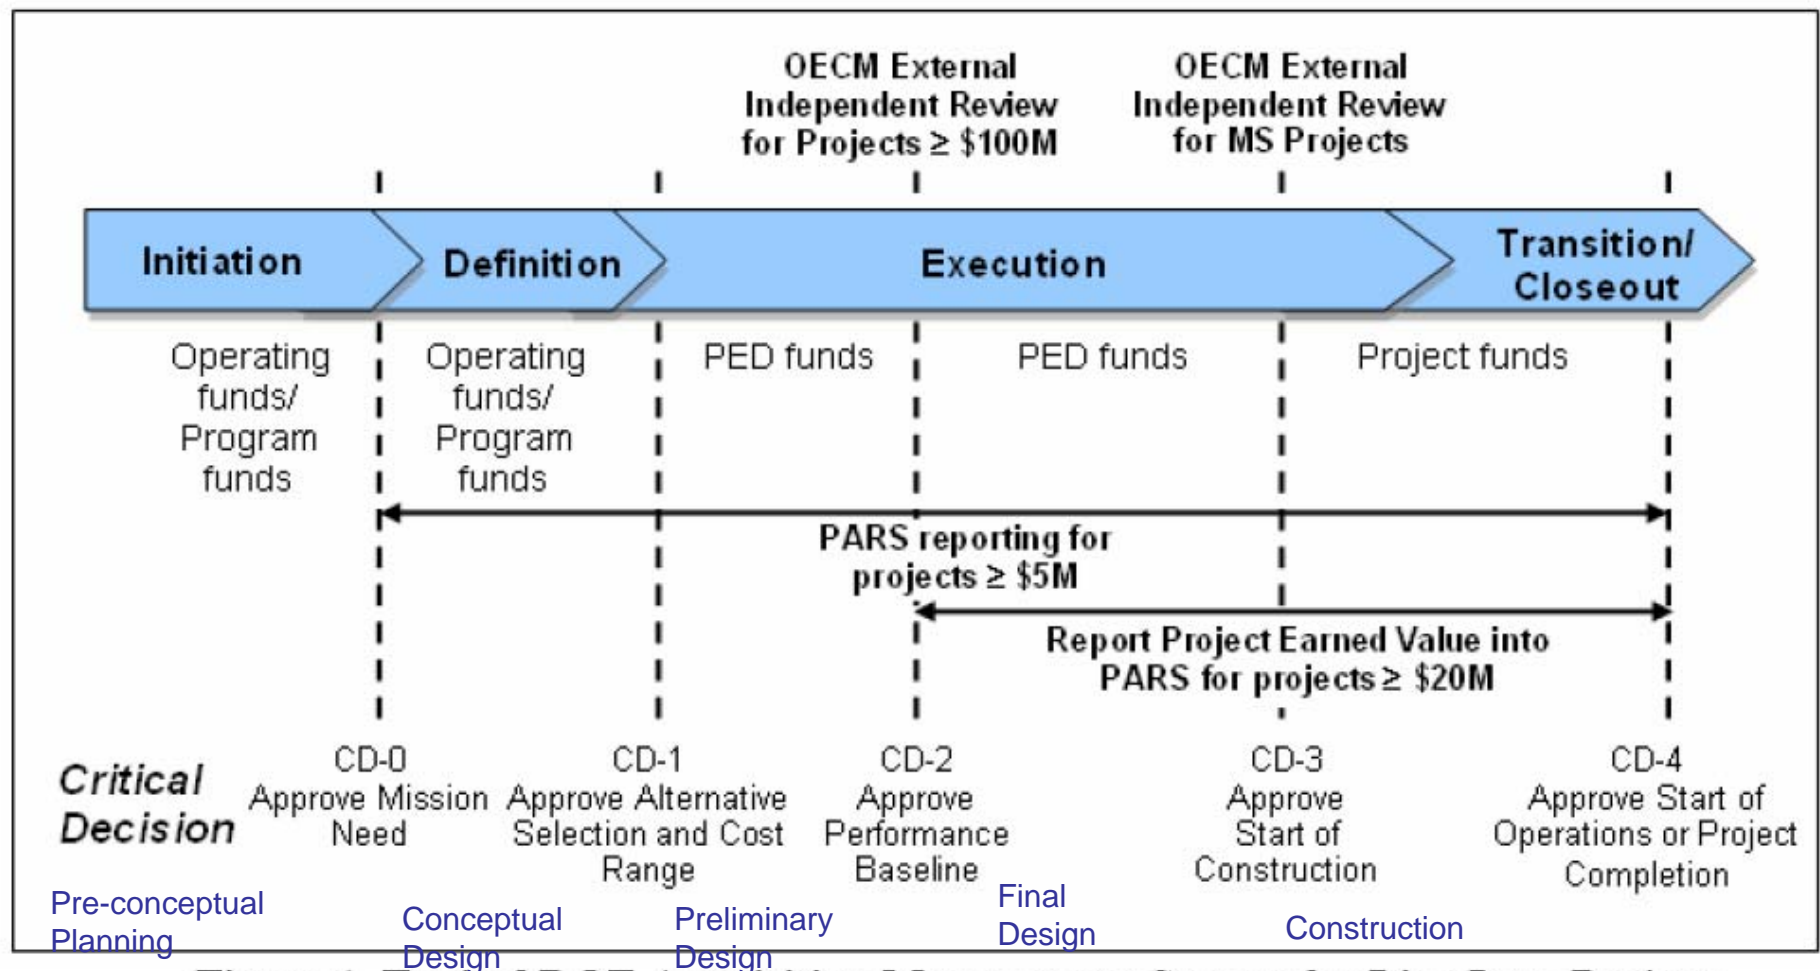 OECM External
Independent Review
for Projects ≥ $100M
OECM External
Independent Review
for MS Projects
Initiation
Definition
Execution
Transition/
Closeout
Operating
funds/
Program
funds
Operating
funds/
Program
funds
PED funds
PED funds
Project funds
PARS reporting for
projects ≥ $5M
Report Project Earned Value into
PARS for projects ≥ $20M
Critical
Decision
CD-0
Approve Mission
Need
CD-1
Approve Alternative
Selection and Cost
Range
CD-2
Approve
Performance
Baseline
CD-3
Approve
Start of
Construction
CD-4
Approve Start of
Operations or Project
Completion
Pre-conceptual
Planning
Conceptual
Design
Preliminary
Design
Final
Design
Construction